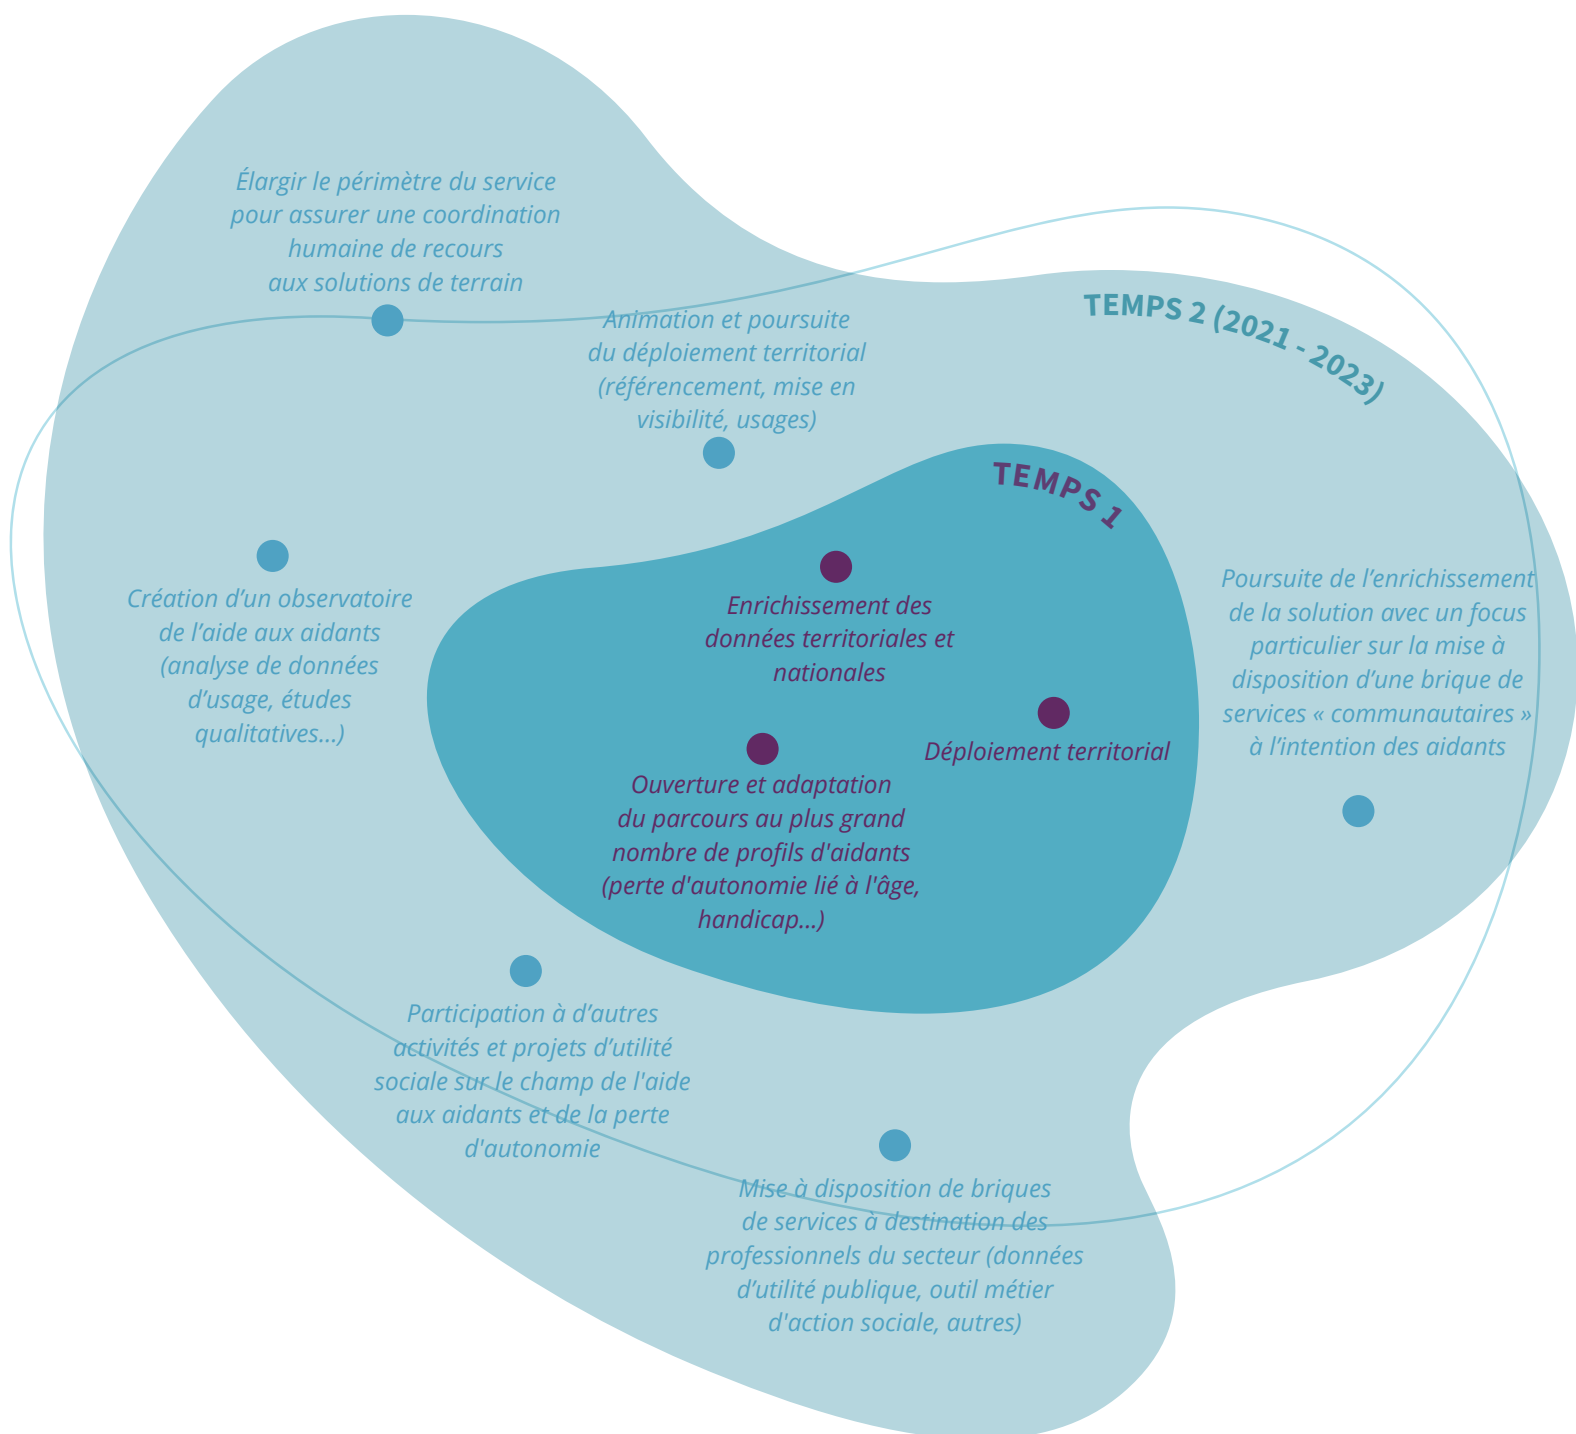 Élargir le périmètre du service
pour assurer une coordination
humaine de recours
aux solutions de terrain
TEMPS 2 (2021 - 2023)
Animation et poursuite
du déploiement territorial
(référencement, mise en
visibilité, usages)
TEMPS 1
Création d’un observatoire
de l’aide aux aidants
(analyse de données
d’usage, études
qualitatives...)
Enrichissement des
données territoriales et
nationales
Poursuite de l’enrichissement
de la solution avec un focus
particulier sur la mise à
disposition d’une brique de
services « communautaires »
à l’intention des aidants
Déploiement territorial
Ouverture et adaptation
du parcours au plus grand
nombre de profils d'aidants
(perte d'autonomie lié à l'âge,
handicap...)
Participation à d’autres
activités et projets d’utilité
sociale sur le champ de l'aide
aux aidants et de la perte
d'autonomie
Mise à disposition de briques
de services à destination des
professionnels du secteur (données
d’utilité publique, outil métier
d'action sociale, autres)